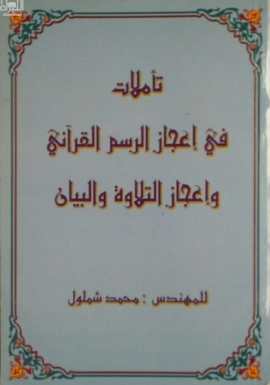 تأملات
في إعجاز الرسم القرآني
وإعجاز التلاوة والبيان
للمهندس : محمد شملول